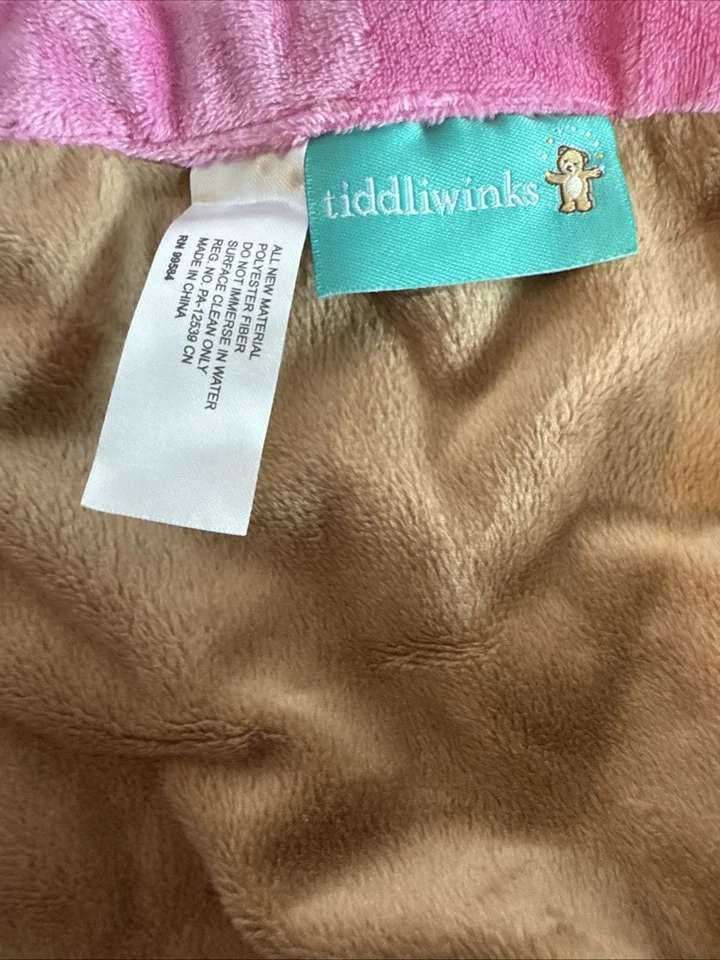 tiddliwinks
ALL NEW MATERIAL
POLYESTER FIBER
DO NOT IMMERSE IN WATER
SURFACE CLEAN ONLY
REG. NO. PA-12539 CN
MADE IN CHINA
RN 99584